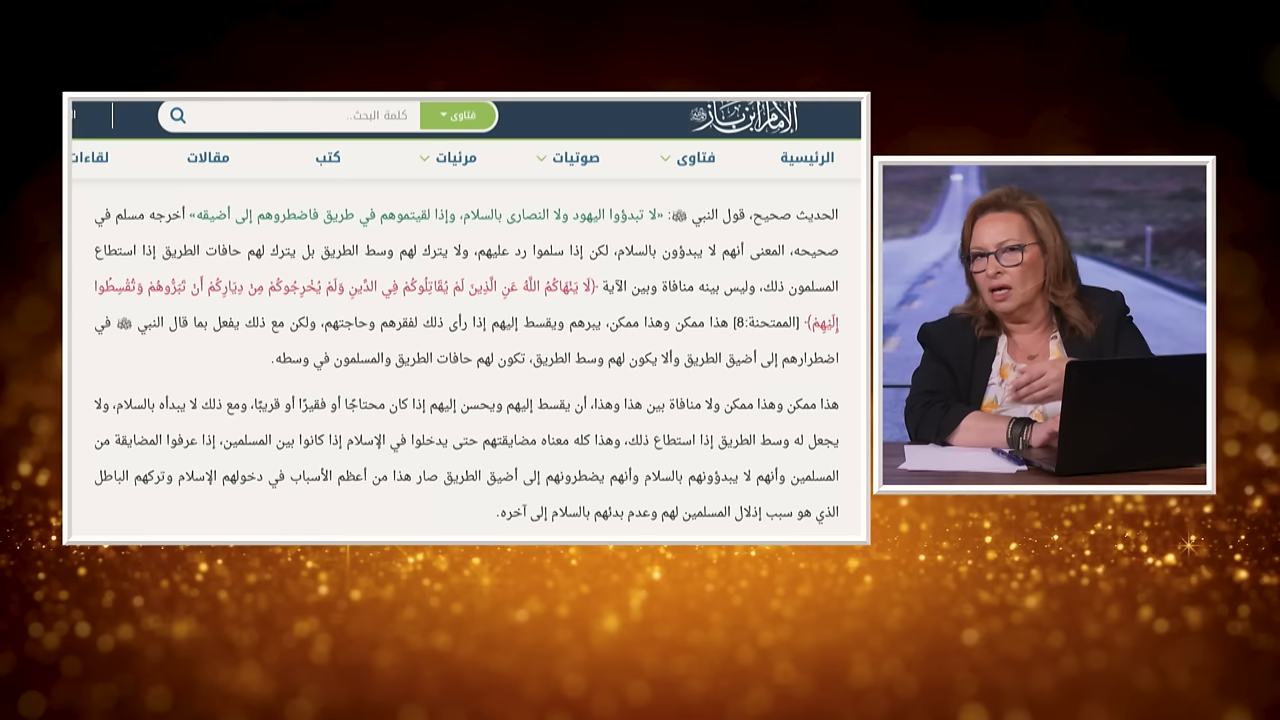 الإمام ابن باز
فتاوى
كلمة البحث..
الرئيسية
فتاوى
صوتيات
مرئيات
كتب
مقالات
لقاءات
الحديث صحيح، قول النبي ﷺ: «لا تبدؤوا اليهود ولا النصارى بالسلام، وإذا لقيتموهم في طريق فاضطروهم إلى أضيقه» أخرجه مسلم في
صحيحه، المعنى أنهم لا يبدؤون بالسلام، لكن إذا سلموا رد عليهم، ولا يترك لهم وسط الطريق بل يترك لهم حافات الطريق إذا استطاع
المسلمون ذلك، وليس بينه منافاة وبين الآية ﴿لَا يَنْهَاكُمُ اللَّهُ عَنِ الَّذِينَ لَمْ يُقَاتِلُوكُمْ فِي الدِّينِ وَلَمْ يُخْرِجُوكُمْ مِنْ دِيَارِكُمْ أَنْ تَبَرُّوهُمْ وَتُقْسِطُوا
إِلَيْهِمْ﴾ [الممتحنة:8] هذا ممكن وهذا ممكن، يبرهم ويقسط إليهم إذا رأى ذلك لفقرهم وحاجتهم، ولكن مع ذلك يفعل بما قال النبي ﷺ في
اضطرارهم إلى أضيق الطريق وألا يكون لهم وسط الطريق، تكون لهم حافات الطريق والمسلمون في وسطه.
هذا ممكن وهذا ممكن ولا منافاة بين هذا وهذا، أن يقسط إليهم ويحسن إليهم إذا كان محتاجًا أو فقيرًا أو قريبًا، ومع ذلك لا يبدأه بالسلام، ولا
يجعل له وسط الطريق إذا استطاع ذلك، وهذا كله معناه مضايقتهم حتى يدخلوا في الإسلام إذا كانوا بين المسلمين، إذا عرفوا المضايقة من
المسلمين وأنهم لا يبدؤونهم بالسلام وأنهم يضطرونهم إلى أضيق الطريق صار هذا من أعظم الأسباب في دخولهم الإسلام وتركهم الباطل
الذي هو سبب إذلال المسلمين لهم وعدم بدئهم بالسلام إلى آخره.